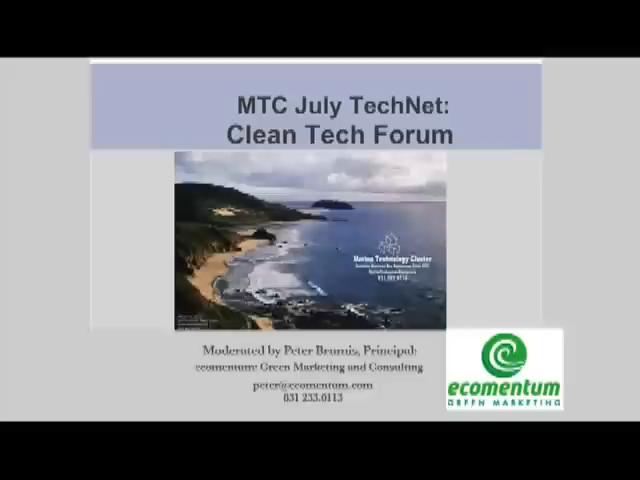 MTC July TechNet:
Clean Tech Forum
Marina Technology Cluster
Moderated by Peter Brumis, Principal:
ecomentum: Green Marketing and Consulting
peter@ecomentum.com
831 233.0113
ecomentum
GREEN MARKETING